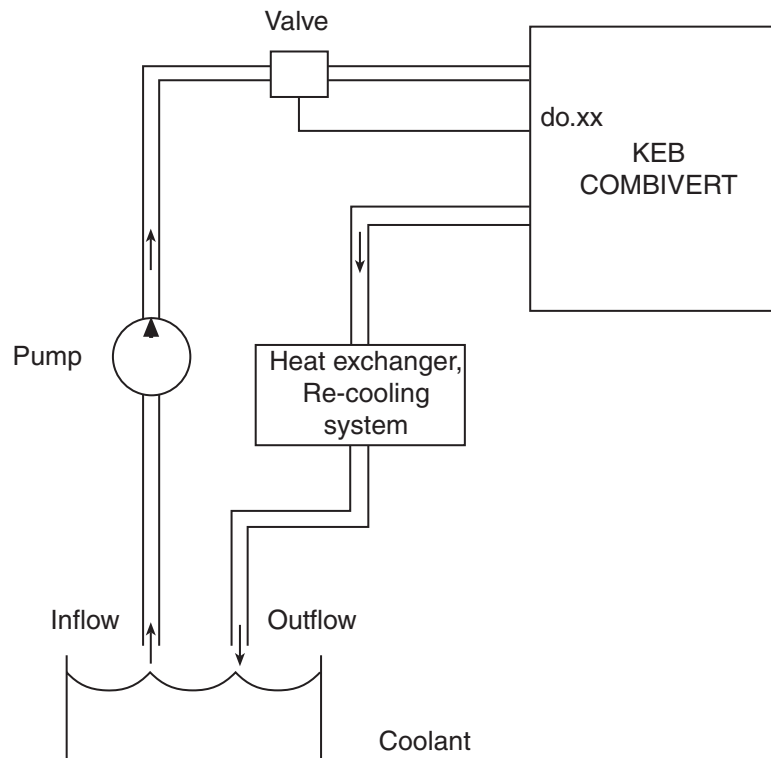 Valve
do.xx
KEB
COMBIVERT
Pump
Heat exchanger,
Re-cooling
system
Inflow
Outflow
Coolant